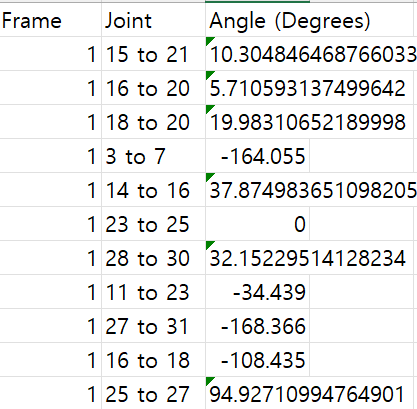 Frame Joint Angle (Degrees)
1 15 to 21 10.304846468766033
1 16 to 20 5.710593137499642
1 18 to 20 19.98310652189998
1 3 to 7 -164.055
1 14 to 16 37.874983651098205
1 23 to 25 0
1 28 to 30 32.15229514128234
1 11 to 23 -34.439
1 27 to 31 -168.366
1 16 to 18 -108.435
1 25 to 27 94.92710994764901